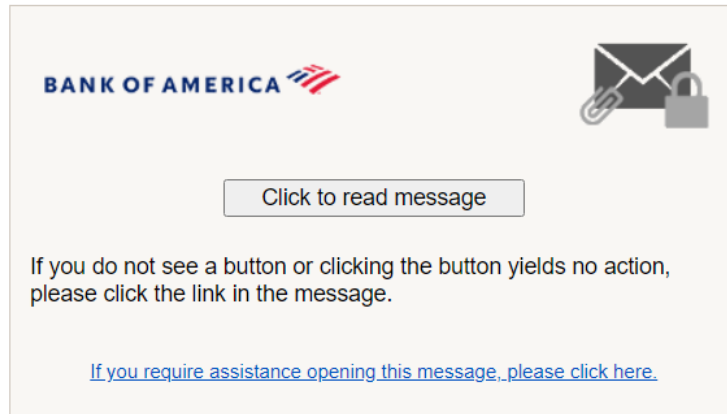 BANK OF AMERICA
Click to read message
If you do not see a button or clicking the button yields no action,
please click the link in the message.
If you require assistance opening this message, please click here.